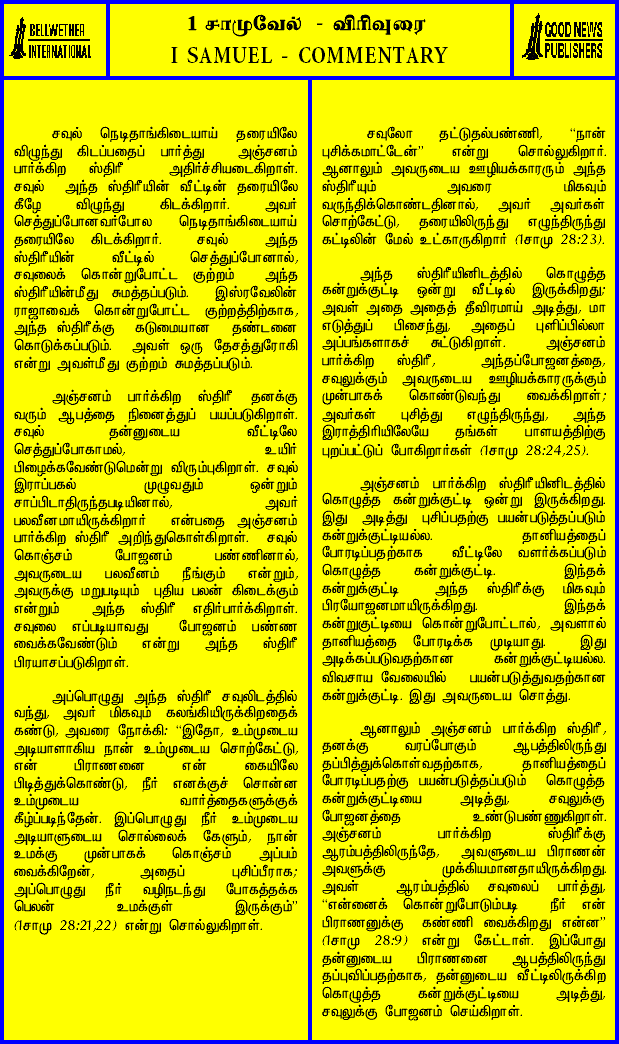 BELLWETHER
INTERNATIONAL
1 சாமுவேல் - விரிவுரை
I SAMUEL - COMMENTARY
GOOD NEWS
PUBLISHERS
சவுல் நெடிதாங்கிடையாய் தரையிலே
விழுந்து கிடப்பதைப் பார்த்து அஞ்சனம்
பார்க்கிற ஸ்திரீ அதிர்ச்சியடைகிறாள்.
சவுல் அந்த ஸ்திரீயின் வீட்டின் தரையிலே
கீழே விழுந்து கிடக்கிறார். அவர்
செத்துப்போனவர்போல நெடிதாங்கிடையாய்
தரையிலே கிடக்கிறார். சவுல் அந்த
ஸ்திரீயின் வீட்டில் செத்துப்போனால்,
சவுலைக் கொன்றுபோட்ட குற்றம் அந்த
ஸ்திரீயின்மீது சுமத்தப்படும். இஸ்ரவேலின்
ராஜாவைக் கொன்றுபோட்ட குற்றத்திற்காக,
அந்த ஸ்திரீக்கு கடுமையான தண்டனை
கொடுக்கப்படும். அவள் ஒரு தேசத்துரோகி
என்று அவள்மீது குற்றம் சுமத்தப்படும்.
அஞ்சனம் பார்க்கிற ஸ்திரீ தனக்கு
வரும் ஆபத்தை நினைத்துப் பயப்படுகிறாள்.
சவுல் தன்னுடைய வீட்டிலே
செத்துப்போகாமல், உயிர்
பிழைக்கவேண்டுமென்று விரும்புகிறாள். சவுல்
இராப்பகல் முழுவதும் ஒன்றும்
சாப்பிடாதிருந்தபடியினால், அவர்
பலவீனமாயிருக்கிறார் என்பதை அஞ்சனம்
பார்க்கிற ஸ்திரீ அறிந்துகொள்கிறாள். சவுல்
கொஞ்சம் போஜனம் பண்ணினால்,
அவருடைய பலவீனம் நீங்கும் என்றும்,
அவருக்கு மறுபடியும் புதிய பலன் கிடைக்கும்
என்றும் அந்த ஸ்திரீ எதிர்பார்க்கிறாள்.
சவுலை எப்படியாவது போஜனம் பண்ண
வைக்கவேண்டும் என்று அந்த ஸ்திரீ
பிரயாசப்படுகிறாள்.
அப்பொழுது அந்த ஸ்திரீ சவுலிடத்தில்
வந்து, அவர் மிகவும் கலங்கியிருக்கிறதைக்
கண்டு, அவரை நோக்கி: “இதோ, உம்முடைய
அடியாளாகிய நான் உம்முடைய சொற்கேட்டு,
என் பிராணனை என் கையிலே
பிடித்துக்கொண்டு, நீர் எனக்குச் சொன்ன
உம்முடைய வார்த்தைகளுக்குக்
கீழ்ப்படிந்தேன். இப்பொழுது நீர் உம்முடைய
அடியாளுடைய சொல்லைக் கேளும், நான்
உமக்கு முன்பாகக் கொஞ்சம் அப்பம்
வைக்கிறேன், அதைப் புசிப்பீராக;
அப்பொழுது நீர் வழிநடந்து போகத்தக்க
பெலன் உமக்குள் இருக்கும்”
(1சாமு 28:21,22) என்று சொல்லுகிறாள்.
சவுலோ தட்டுதல்பண்ணி, “நான்
புசிக்கமாட்டேன்” என்று சொல்லுகிறார்.
ஆனாலும் அவருடைய ஊழியக்காரரும் அந்த
ஸ்திரீயும் அவரை மிகவும்
வருந்திக்கொண்டதினால், அவர் அவர்கள்
சொற்கேட்டு, தரையிலிருந்து எழுந்திருந்து
கட்டிலின் மேல் உட்காருகிறார் (1சாமு 28:23).
அந்த ஸ்திரீயினிடத்தில் கொழுத்த
கன்றுக்குட்டி ஒன்று வீட்டில் இருக்கிறது;
அவள் அதை அதைத் தீவிரமாய் அடித்து, மா
எடுத்துப் பிசைந்து, அதைப் புளிப்பில்லா
அப்பங்களாகச் சுட்டுகிறாள். அஞ்சனம்
பார்க்கிற ஸ்திரீ, அந்தப்போஜனத்தை,
சவுலுக்கும் அவருடைய ஊழியக்காரருக்கும்
முன்பாகக் கொண்டுவந்து வைக்கிறாள்;
அவர்கள் புசித்து எழுந்திருந்து, அந்த
இராத்திரியிலேயே தங்கள் பாளயத்திற்கு
புறப்பட்டுப் போகிறார்கள் (1சாமு 28:24,25).
அஞ்சனம் பார்க்கிற ஸ்திரீயினிடத்தில்
கொழுத்த கன்றுக்குட்டி ஒன்று இருக்கிறது.
இது அடித்து புசிப்பதற்கு பயன்படுத்தப்படும்
கன்றுக்குட்டியல்ல. தானியத்தைப்
போரடிப்பதற்காக வீட்டிலே வளர்க்கப்படும்
கொழுத்த கன்றுக்குட்டி. இந்தக்
கன்றுக்குட்டி அந்த ஸ்திரீக்கு மிகவும்
பிரயோஜனமாயிருக்கிறது. இந்தக்
கன்றுகுட்டியை கொன்றுபோட்டால், அவளால்
தானியத்தை போரடிக்க முடியாது. இது
அடிக்கப்படுவதற்கான கன்றுக்குட்டியல்ல.
விவசாய வேலையில் பயன்படுத்துவதற்கான
கன்றுக்குட்டி. இது அவருடைய சொத்து.
ஆனாலும் அஞ்சனம் பார்க்கிற ஸ்திரீ,
தனக்கு வரப்போகும் ஆபத்திலிருந்து
தப்பித்துக்கொள்வதற்காக, தானியத்தைப்
போரடிப்பதற்கு பயன்படுத்தப்படும் கொழுத்த
கன்றுக்குட்டியை அடித்து, சவுலுக்கு
போஜனத்தை உண்டுபண்ணுகிறாள்.
அஞ்சனம் பார்க்கிற ஸ்திரீக்கு
ஆரம்பத்திலிருந்தே, அவளுடைய பிராணன்
அவளுக்கு முக்கியமானதாயிருக்கிறது.
அவள் ஆரம்பத்தில் சவுலைப் பார்த்து,
“என்னைக் கொன்றுபோடும்படி நீர் என்
பிராணனுக்கு கண்ணி வைக்கிறது என்ன”
(1சாமு 28:9) என்று கேட்டாள். இப்போது
தன்னுடைய பிராணனை ஆபத்திலிருந்து
தப்புவிப்பதற்காக, தன்னுடைய வீட்டிலிருக்கிற
கொழுத்த கன்றுக்குட்டியை அடித்து,
சவுலுக்கு போஜனம் செய்கிறாள்.